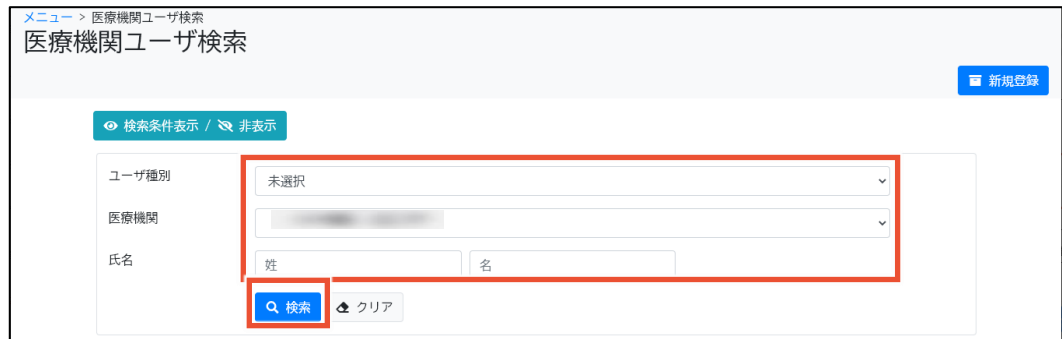 メニュー > 医療機関ユーザ検索
医療機関ユーザ検索
新規登録
検索条件表示 / 非表示
ユーザ種別 未選択
医療機関
氏名 姓 名
検索 クリア